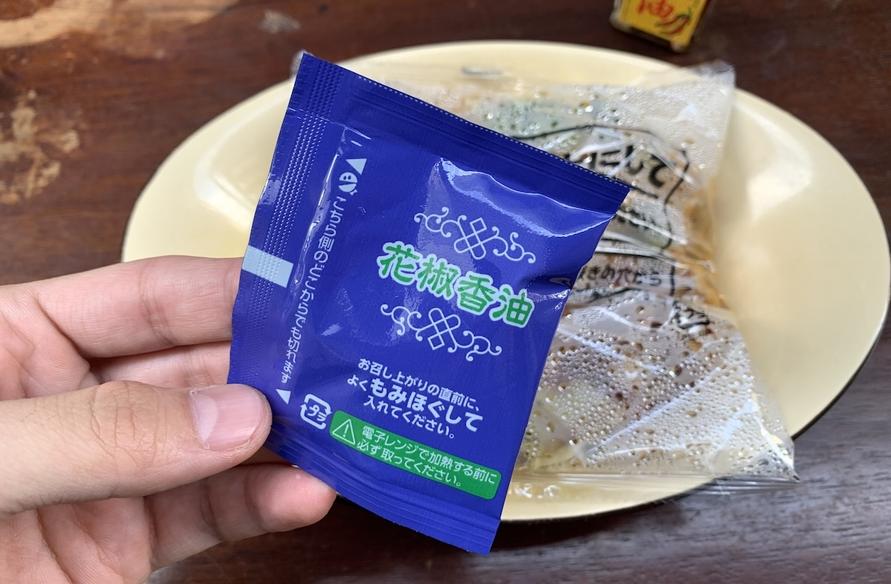 こちら側のどこからでも切れます
花椒香油
お召し上がりの直前に、
よくもみほぐして
入れてください。
プラ
電子レンジで加熱する前に
必ず取ってください。
油